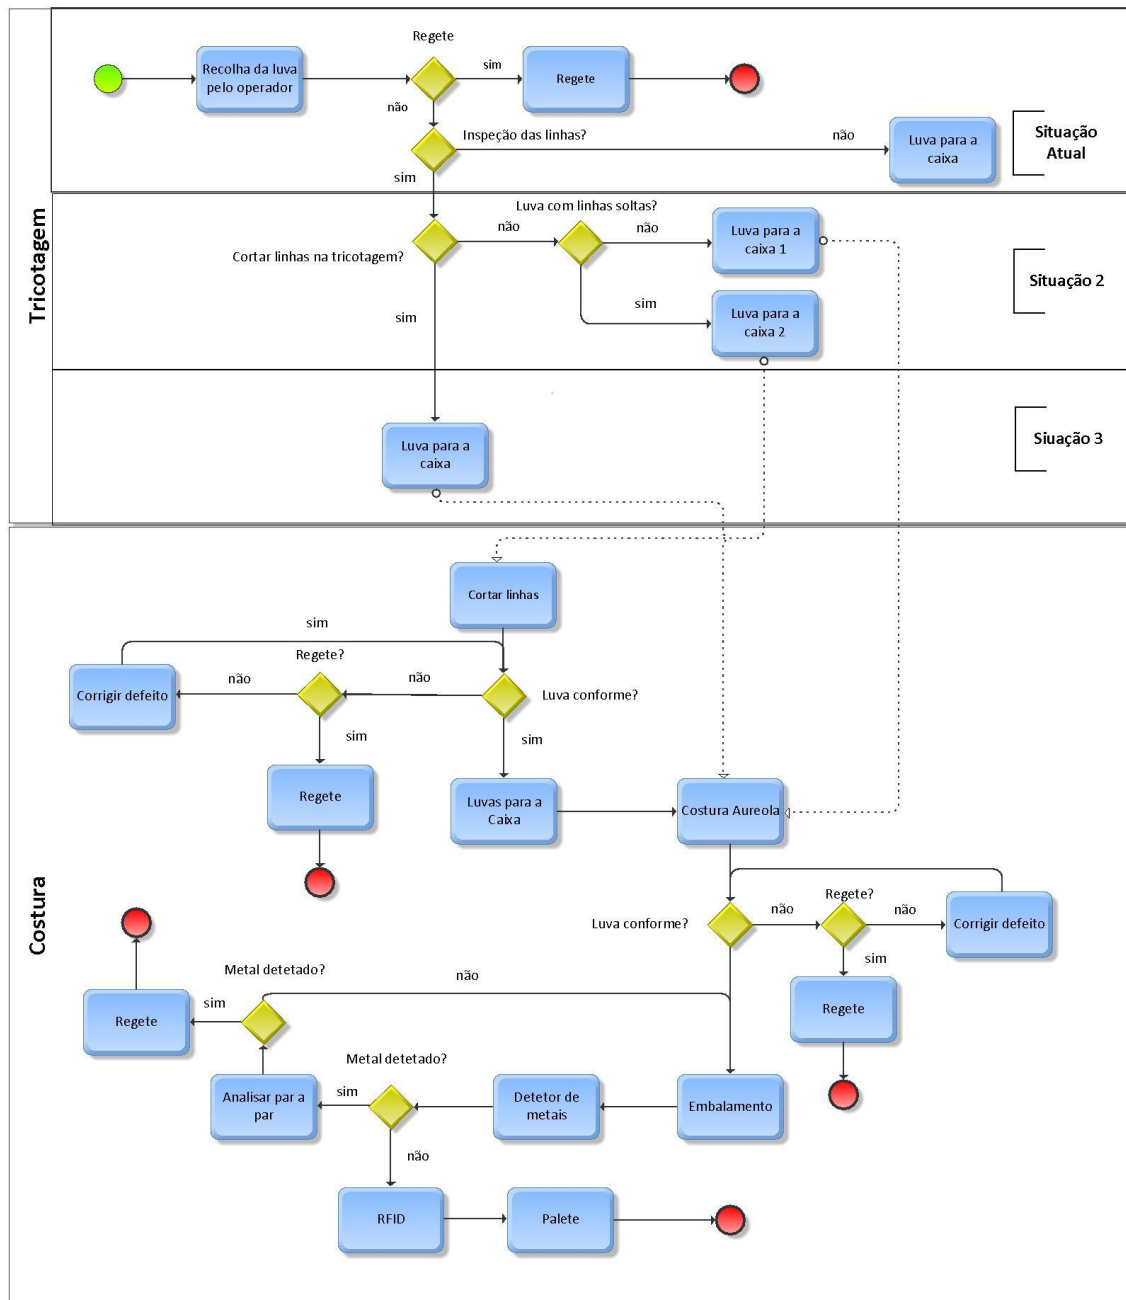 Tricotagem
Regete
Recolha da luva
pelo operador
sim
Regete
não
Inspeção das linhas?
não
Luva para a
caixa
Situação
Atual
sim
Luva com linhas soltas?
Cortar linhas na tricotagem?
não
não
Luva para a
caixa 1
Situação 2
sim
Luva para a
caixa 2
sim
Luva para a
caixa
Siuação 3
Costura
Cortar linhas
sim
Regete?
Corrigir defeito
não
não
Luva conforme?
sim
sim
Regete
Luvas para a
Caixa
Costura Aureola
Luva conforme?
não
Regete?
não
Corrigir defeito
sim
Regete
Metal detetado?
não
Regete
sim
Metal detetado?
Analisar par a
par
sim
Detetor de
metais
Embalamento
não
RFID
Palete